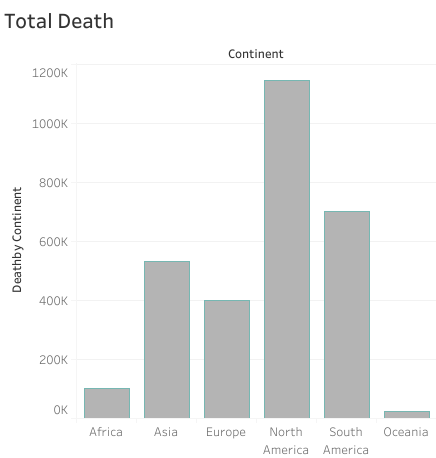 Total Death
Continent
1200K
1000K
800K
600K
400K
200K
0K
Deathby Continent
Africa
Asia
Europe
North
America
South
America
Oceania